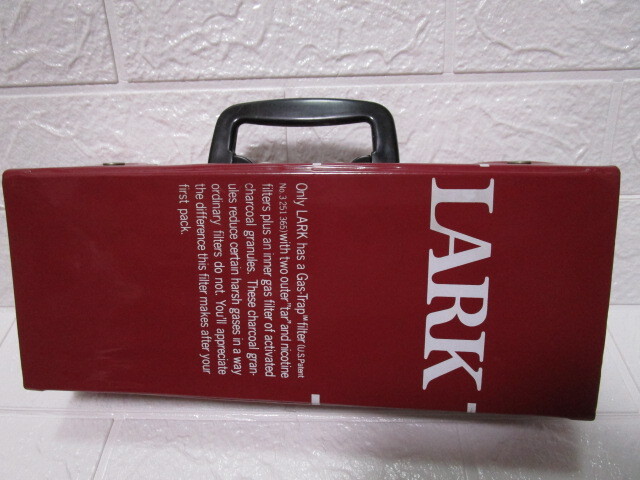 LARK
Only LARK has a Gas-Trap™ filter (U.S. Patent
No. 3 251 365) with two outer "tar" and nicotine
filters plus an inner gas filter of activated
charcoal granules. These charcoal gran-
ules reduce certain harsh gases in a way
ordinary filters do not. You'll appreciate
the difference this filter makes after your
first pack.